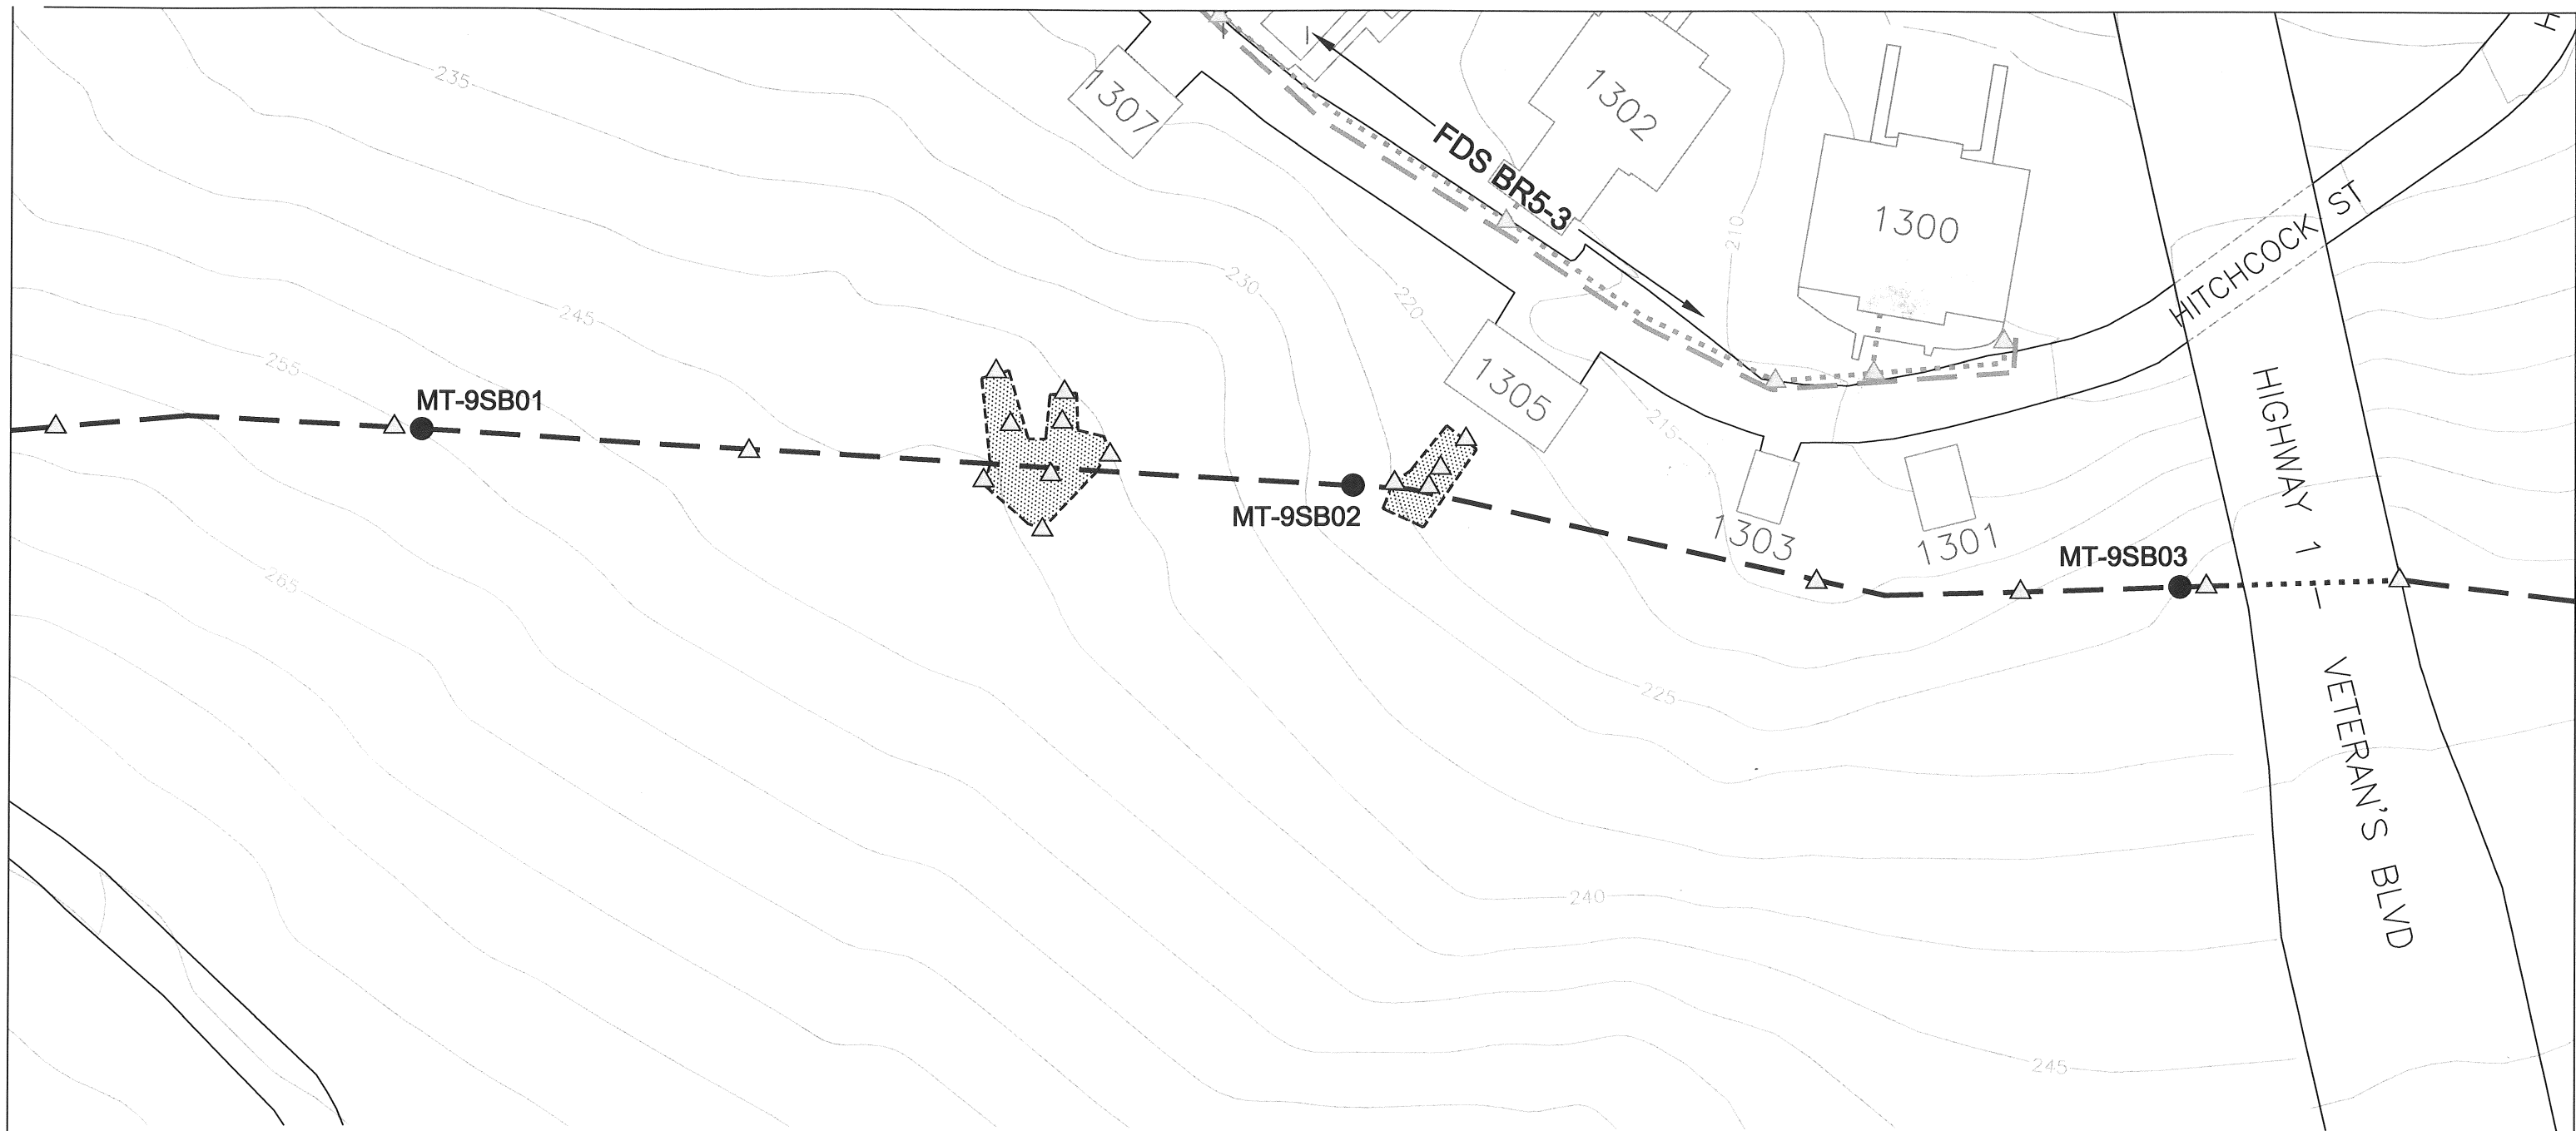 H
235
1307
1302
FDS BR5-3
1300
210
HITCHCOCK ST
230
220
245
255
1305
MT-9SB01
215
HIGHWAY 1 – VETERAN'S BLVD
MT-9SB02
1303
1301
MT-9SB03
265
225
240
245